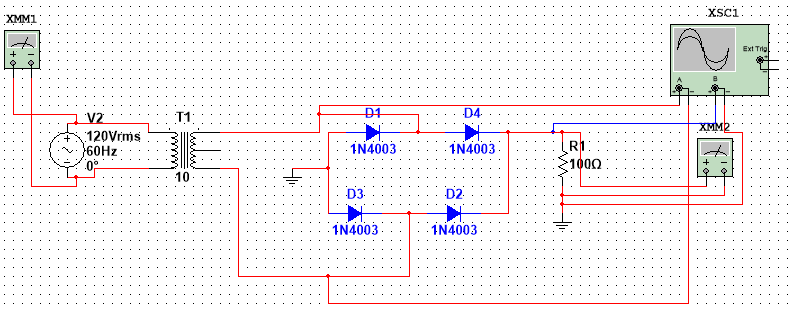 XMM1
XSC1
Ext Trig
+
−
A
B
+ −
+ −
+ −
V2
120Vrms
60Hz
0°
T1
10
D1
1N4003
D4
1N4003
D3
1N4003
D2
1N4003
R1
100Ω
XMM2
+ −